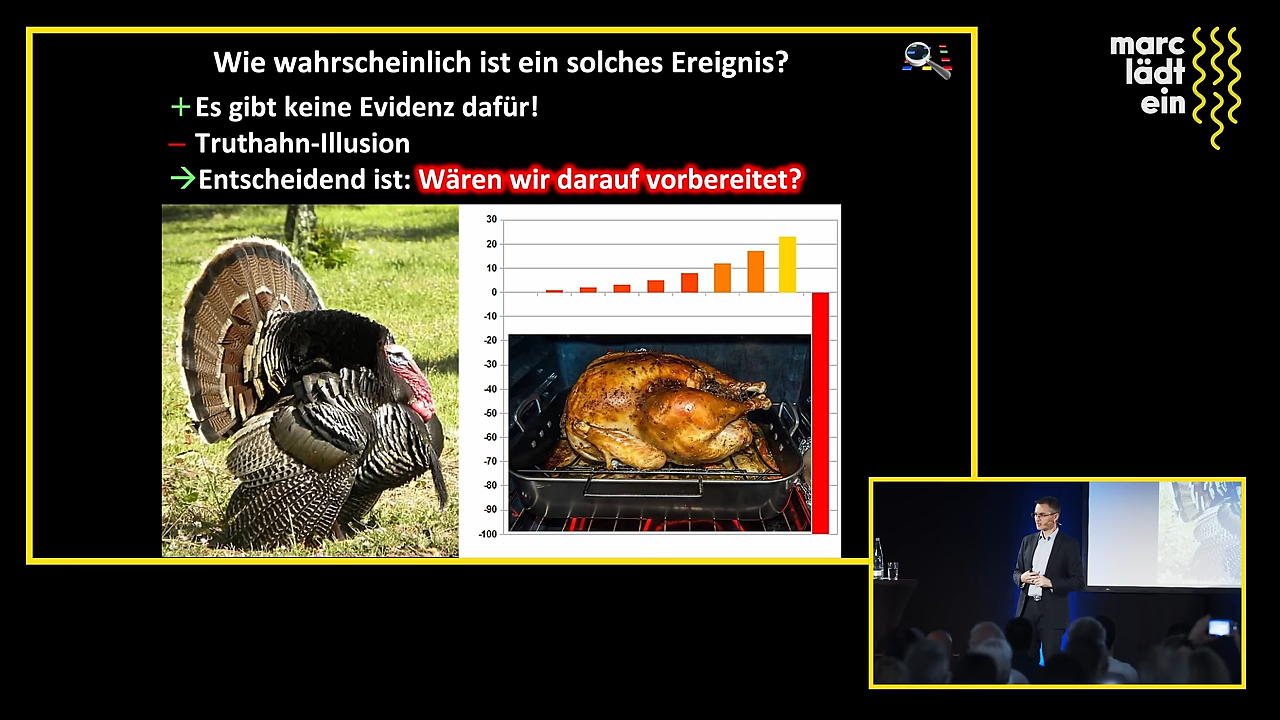 Wie wahrscheinlich ist ein solches Ereignis?
+ Es gibt keine Evidenz dafür!
– Truthahn-Illusion
→ Entscheidend ist: Wären wir darauf vorbereitet?
30
20
10
0
-10
-20
-30
-40
-50
-60
-70
-80
-90
-100
marc
lädt
ein